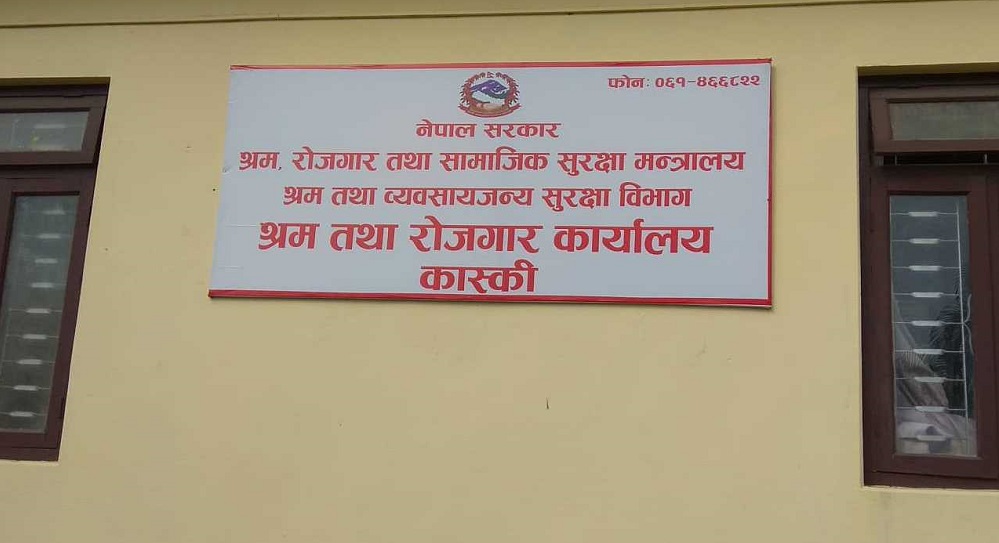 फोन: ०६१-४६६८२२
नेपाल सरकार
श्रम, रोजगार तथा सामाजिक सुरक्षा मन्त्रालय
श्रम तथा व्यवसायजन्य सुरक्षा विभाग
श्रम तथा रोजगार कार्यालय
कास्की